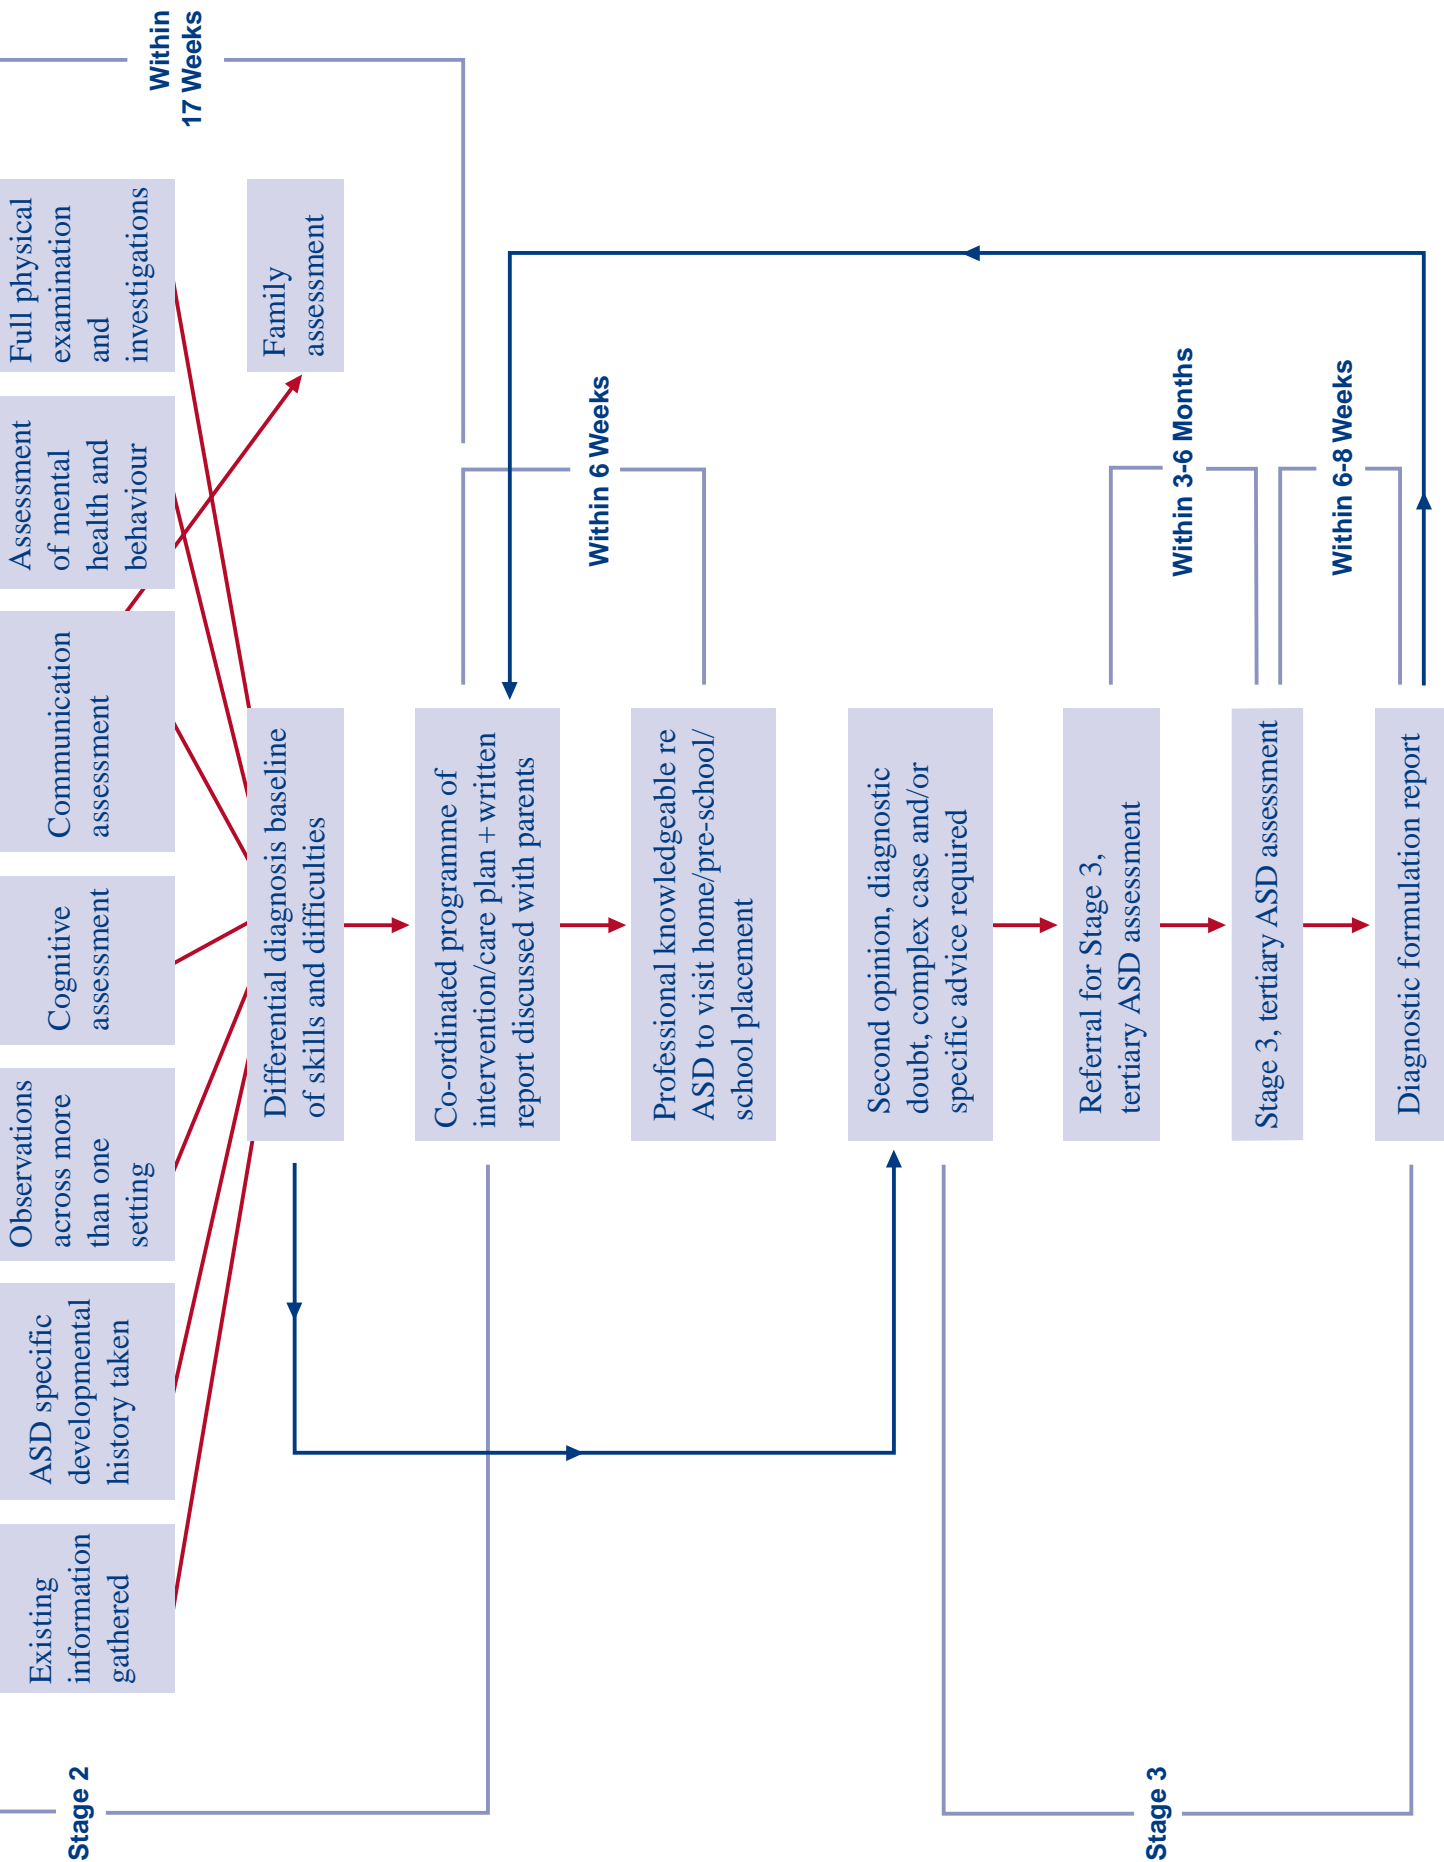 Stage 2
Existing
information
gathered
ASD specific
developmental
history taken
Observations
across more
than one
setting
Cognitive
assessment
Communication
assessment
Assessment
of mental
health and
behaviour
Full physical
examination
and
investigations
Within
17 Weeks
Family
assessment
Differential diagnosis baseline
of skills and difficulties
Co-ordinated programme of
intervention/care plan + written
report discussed with parents
Within 6 Weeks
Professional knowledgeable re
ASD to visit home/pre-school/
school placement
Second opinion, diagnostic
doubt, complex case and/or
specific advice required
Stage 3
Referral for Stage 3,
tertiary ASD assessment
Within 3-6 Months
Stage 3, tertiary ASD assessment
Within 6-8 Weeks
Diagnostic formulation report